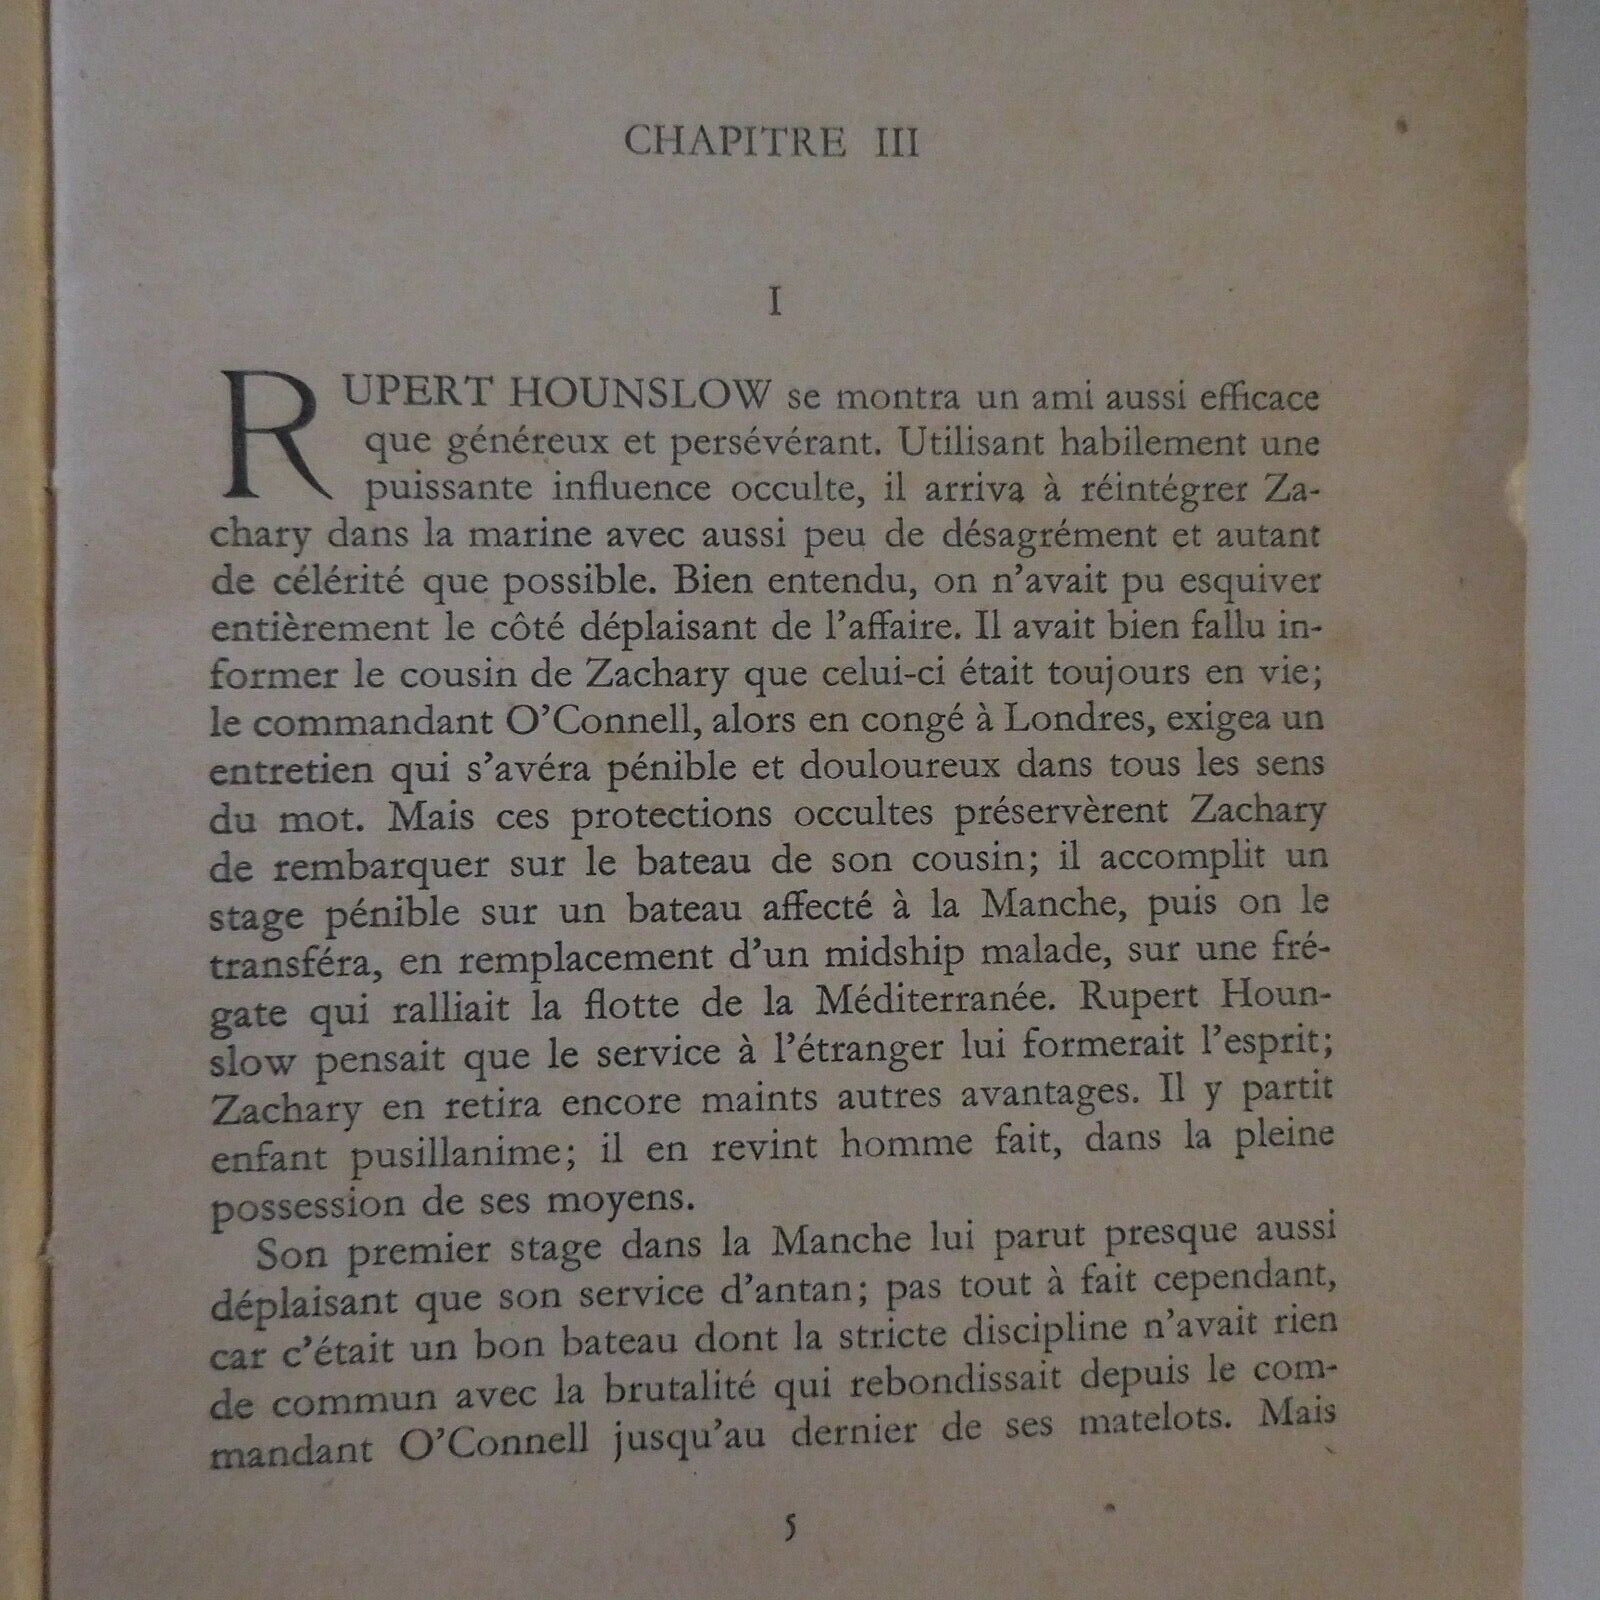 CHAPITRE III
I
RUPERT HOUNSLOW se montra un ami aussi efficace
que généreux et persévérant. Utilisant habilement une
puissante influence occulte, il arriva à réintégrer Za-
chary dans la marine avec aussi peu de désagrément et autant
de célérité que possible. Bien entendu, on n'avait pu esquiver
entièrement le côté déplaisant de l'affaire. Il avait bien fallu in-
former le cousin de Zachary que celui-ci était toujours en vie;
le commandant O'Connell, alors en congé à Londres, exigea un
entretien qui s'avéra pénible et douloureux dans tous les sens
du mot. Mais ces protections occultes préservèrent Zachary
de rembarquer sur le bateau de son cousin; il accomplit un
stage pénible sur un bateau affecté à la Manche, puis on le
transféra, en remplacement d'un midship malade, sur une fré-
gate qui ralliait la flotte de la Méditerranée. Rupert Houn-
slow pensait que le service à l'étranger lui formerait l'esprit;
Zachary en retira encore maints autres avantages. Il y partit
enfant pusillanime; il en revint homme fait, dans la pleine
possession de ses moyens.
Son premier stage dans la Manche lui parut presque aussi
déplaisant que son service d'antan; pas tout à fait cependant,
car c'était un bon bateau dont la stricte discipline n'avait rien
de commun avec la brutalité qui rebondissait depuis le com-
mandant O'Connell jusqu'au dernier de ses matelots. Mais
5